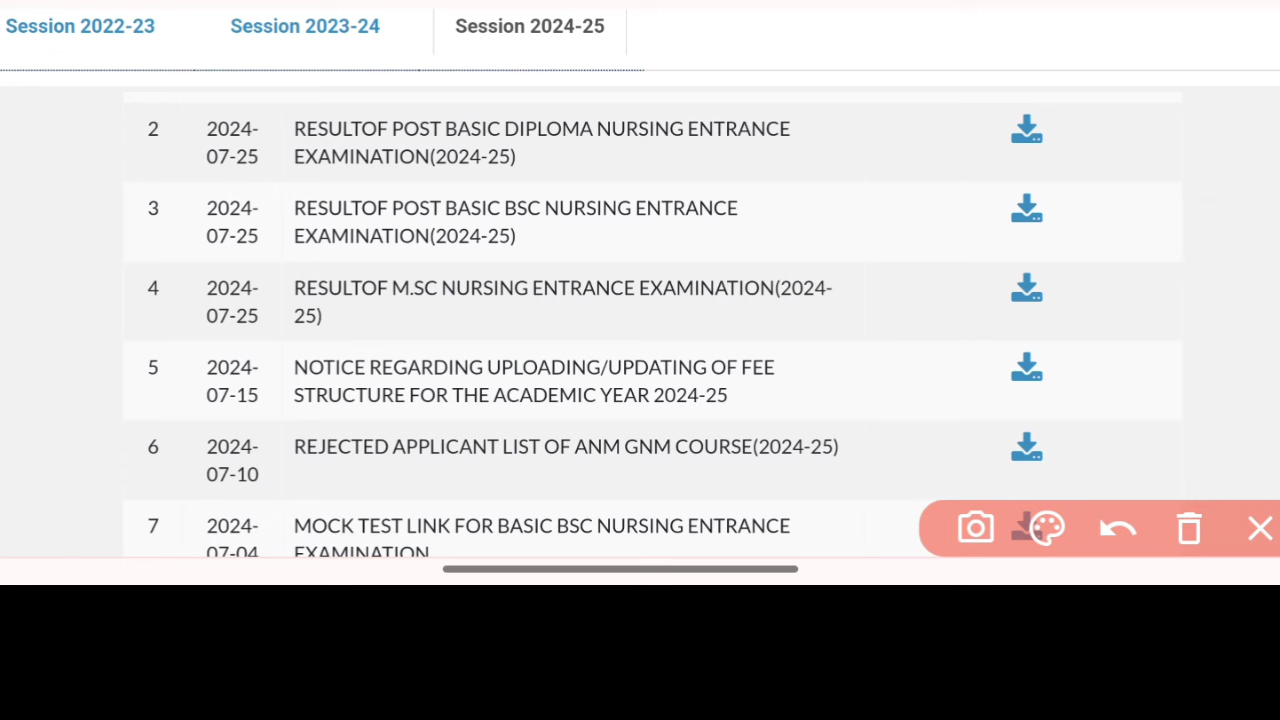 Session 2022-23 Session 2023-24 Session 2024-25
2 2024- RESULTOF POST BASIC DIPLOMA NURSING ENTRANCE
07-25 EXAMINATION(2024-25)
3 2024- RESULTOF POST BASIC BSC NURSING ENTRANCE
07-25 EXAMINATION(2024-25)
4 2024- RESULTOF M.SC NURSING ENTRANCE EXAMINATION(2024-
07-25 25)
5 2024- NOTICE REGARDING UPLOADING/UPDATING OF FEE
07-15 STRUCTURE FOR THE ACADEMIC YEAR 2024-25
6 2024- REJECTED APPLICANT LIST OF ANM GNM COURSE(2024-25)
07-10
7 2024- MOCK TEST LINK FOR BASIC BSC NURSING ENTRANCE
07-04 EXAMINATION